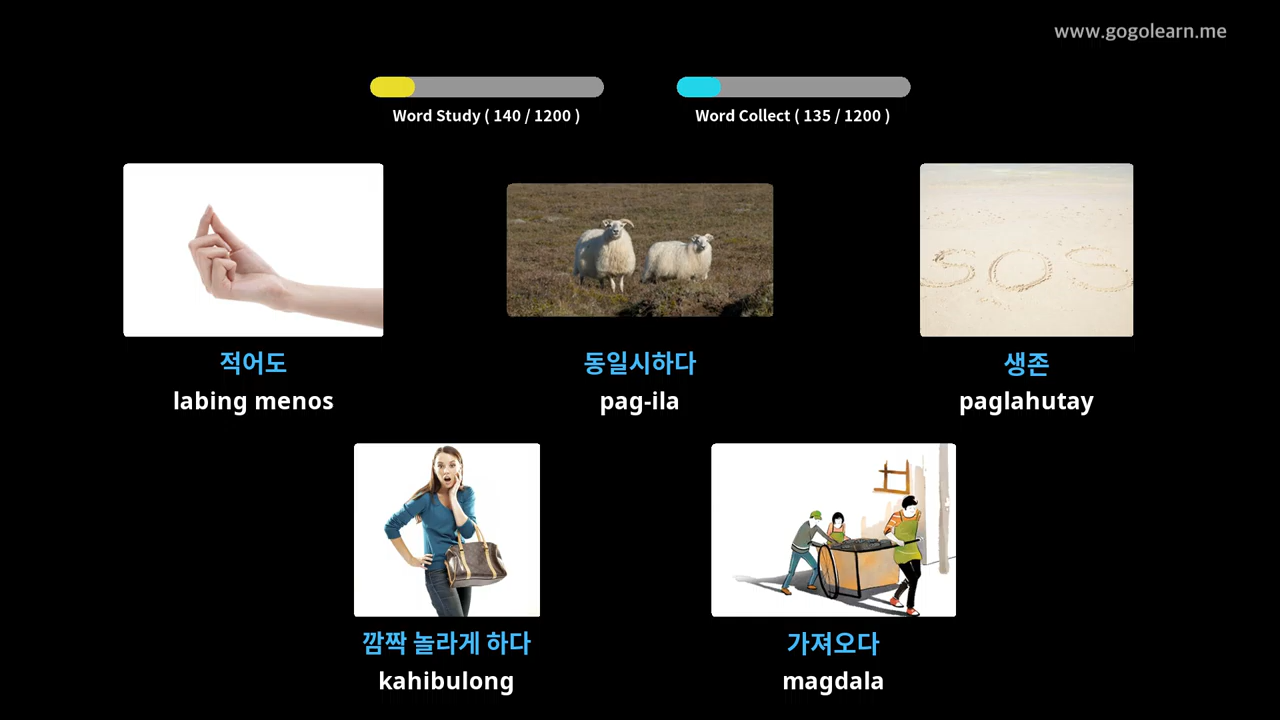 www.gogolearn.me
Word Study ( 140 / 1200 )
Word Collect ( 135 / 1200 )
SOS
적어도
labing menos
동일시하다
pag-ila
생존
paglahutay
깜짝 놀라게 하다
kahibulong
가져오다
magdala